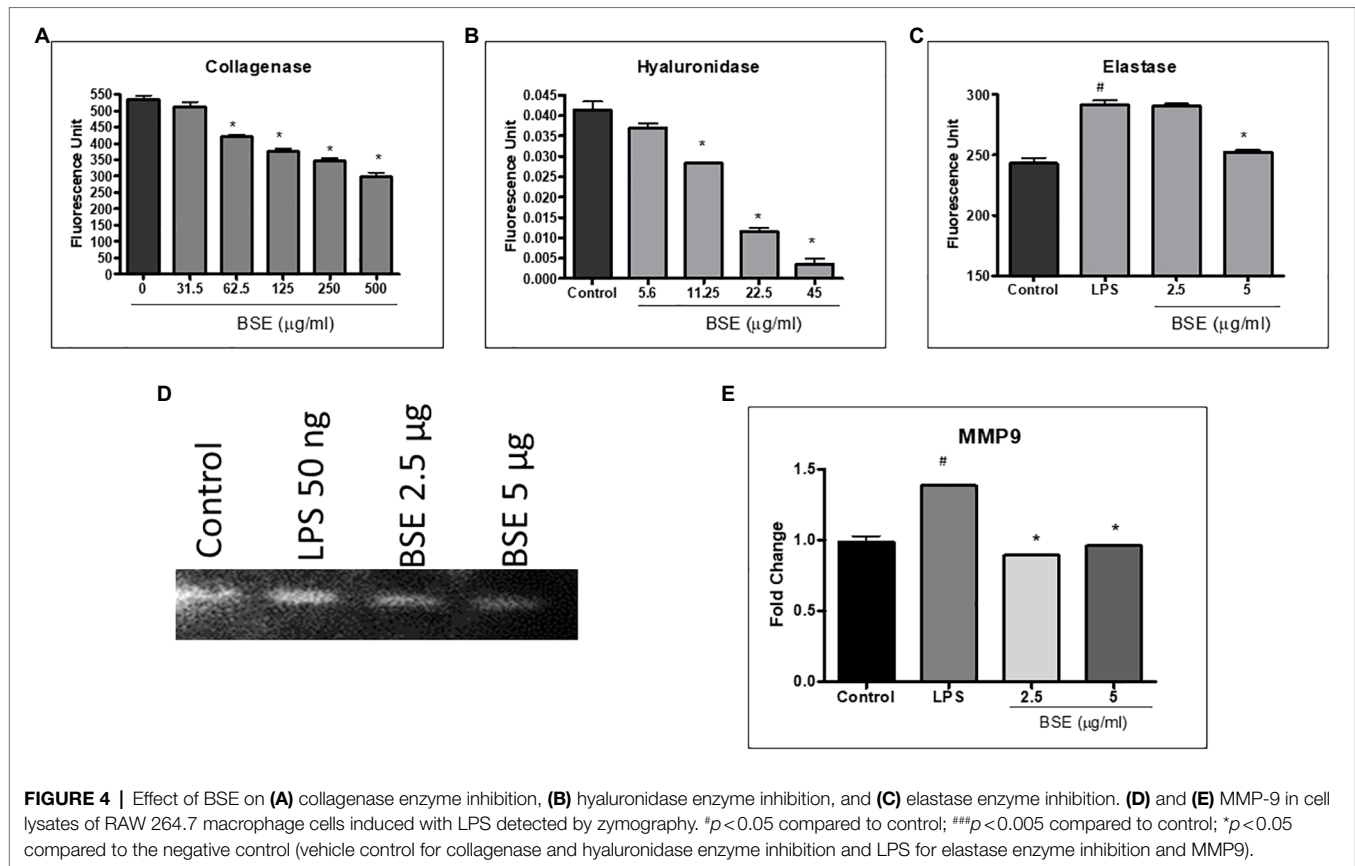 A
Collagenase
Fluorescence Unit
550
500
450
400
350
300
250
200
150
100
50
0
* * * *
0 31.5 62.5 125 250 500
BSE (µg/ml)
B
Hyaluronidase
Fluorescence Unit
0.045
0.040
0.035
0.030
0.025
0.020
0.015
0.010
0.005
0.000
* * *
Control 5.6 11.25 22.5 45
BSE (µg/ml)
C
Elastase
Fluorescence Unit
300
250
200
150
# *
Control LPS 2.5 5
BSE (µg/ml)
D
Control
LPS 50 ng
BSE 2.5 µg
BSE 5 µg
E
MMP9
Fold Change
1.5
1.0
0.5
0.0
# * *
Control LPS 2.5 5
BSE (µg/ml)
FIGURE 4 | Effect of BSE on (A) collagenase enzyme inhibition, (B) hyaluronidase enzyme inhibition, and (C) elastase enzyme inhibition. (D) and (E) MMP-9 in cell
lysates of RAW 264.7 macrophage cells induced with LPS detected by zymography. #p<0.05 compared to control; ###p<0.005 compared to control; *p<0.05
compared to the negative control (vehicle control for collagenase and hyaluronidase enzyme inhibition and LPS for elastase enzyme inhibition and MMP9).